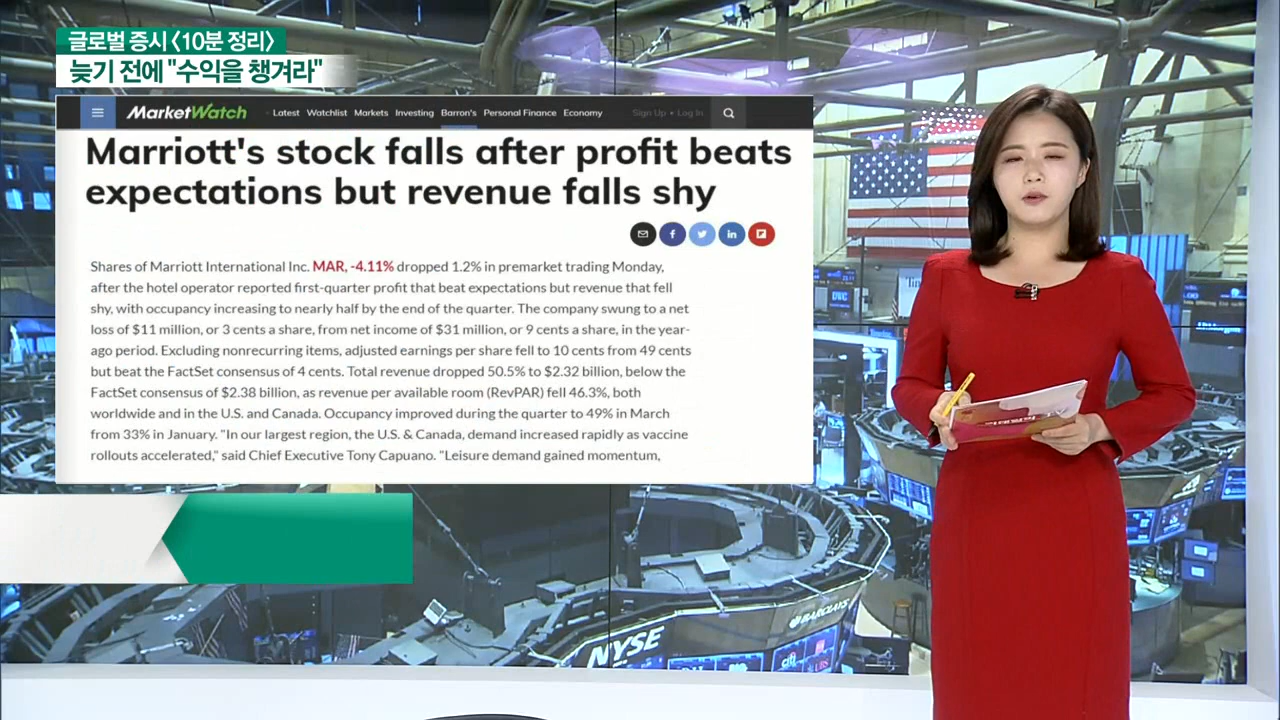 글로벌 증시 <10분 정리>
늦기 전에 "수익을 챙겨라"
MarketWatch Latest Watchlist Markets Investing Barron's Personal Finance Economy Sign Up • Log In
Marriott's stock falls after profit beats
expectations but revenue falls shy
Shares of Marriott International Inc. MAR, -4.11% dropped 1.2% in premarket trading Monday,
after the hotel operator reported first-quarter profit that beat expectations but revenue that fell
shy, with occupancy increasing to nearly half by the end of the quarter. The company swung to a net
loss of $11 million, or 3 cents a share, from net income of $31 million, or 9 cents a share, in the year-
ago period. Excluding nonrecurring items, adjusted earnings per share fell to 10 cents from 49 cents
but beat the FactSet consensus of 4 cents. Total revenue dropped 50.5% to $2.32 billion, below the
FactSet consensus of $2.38 billion, as revenue per available room (RevPAR) fell 46.3%, both
worldwide and in the U.S. and Canada. Occupancy improved during the quarter to 49% in March
from 33% in January. "In our largest region, the U.S. & Canada, demand increased rapidly as vaccine
rollouts accelerated," said Chief Executive Tony Capuano. "Leisure demand gained momentum,
DWC
BARCLAYS
NYSE
citi
UBS